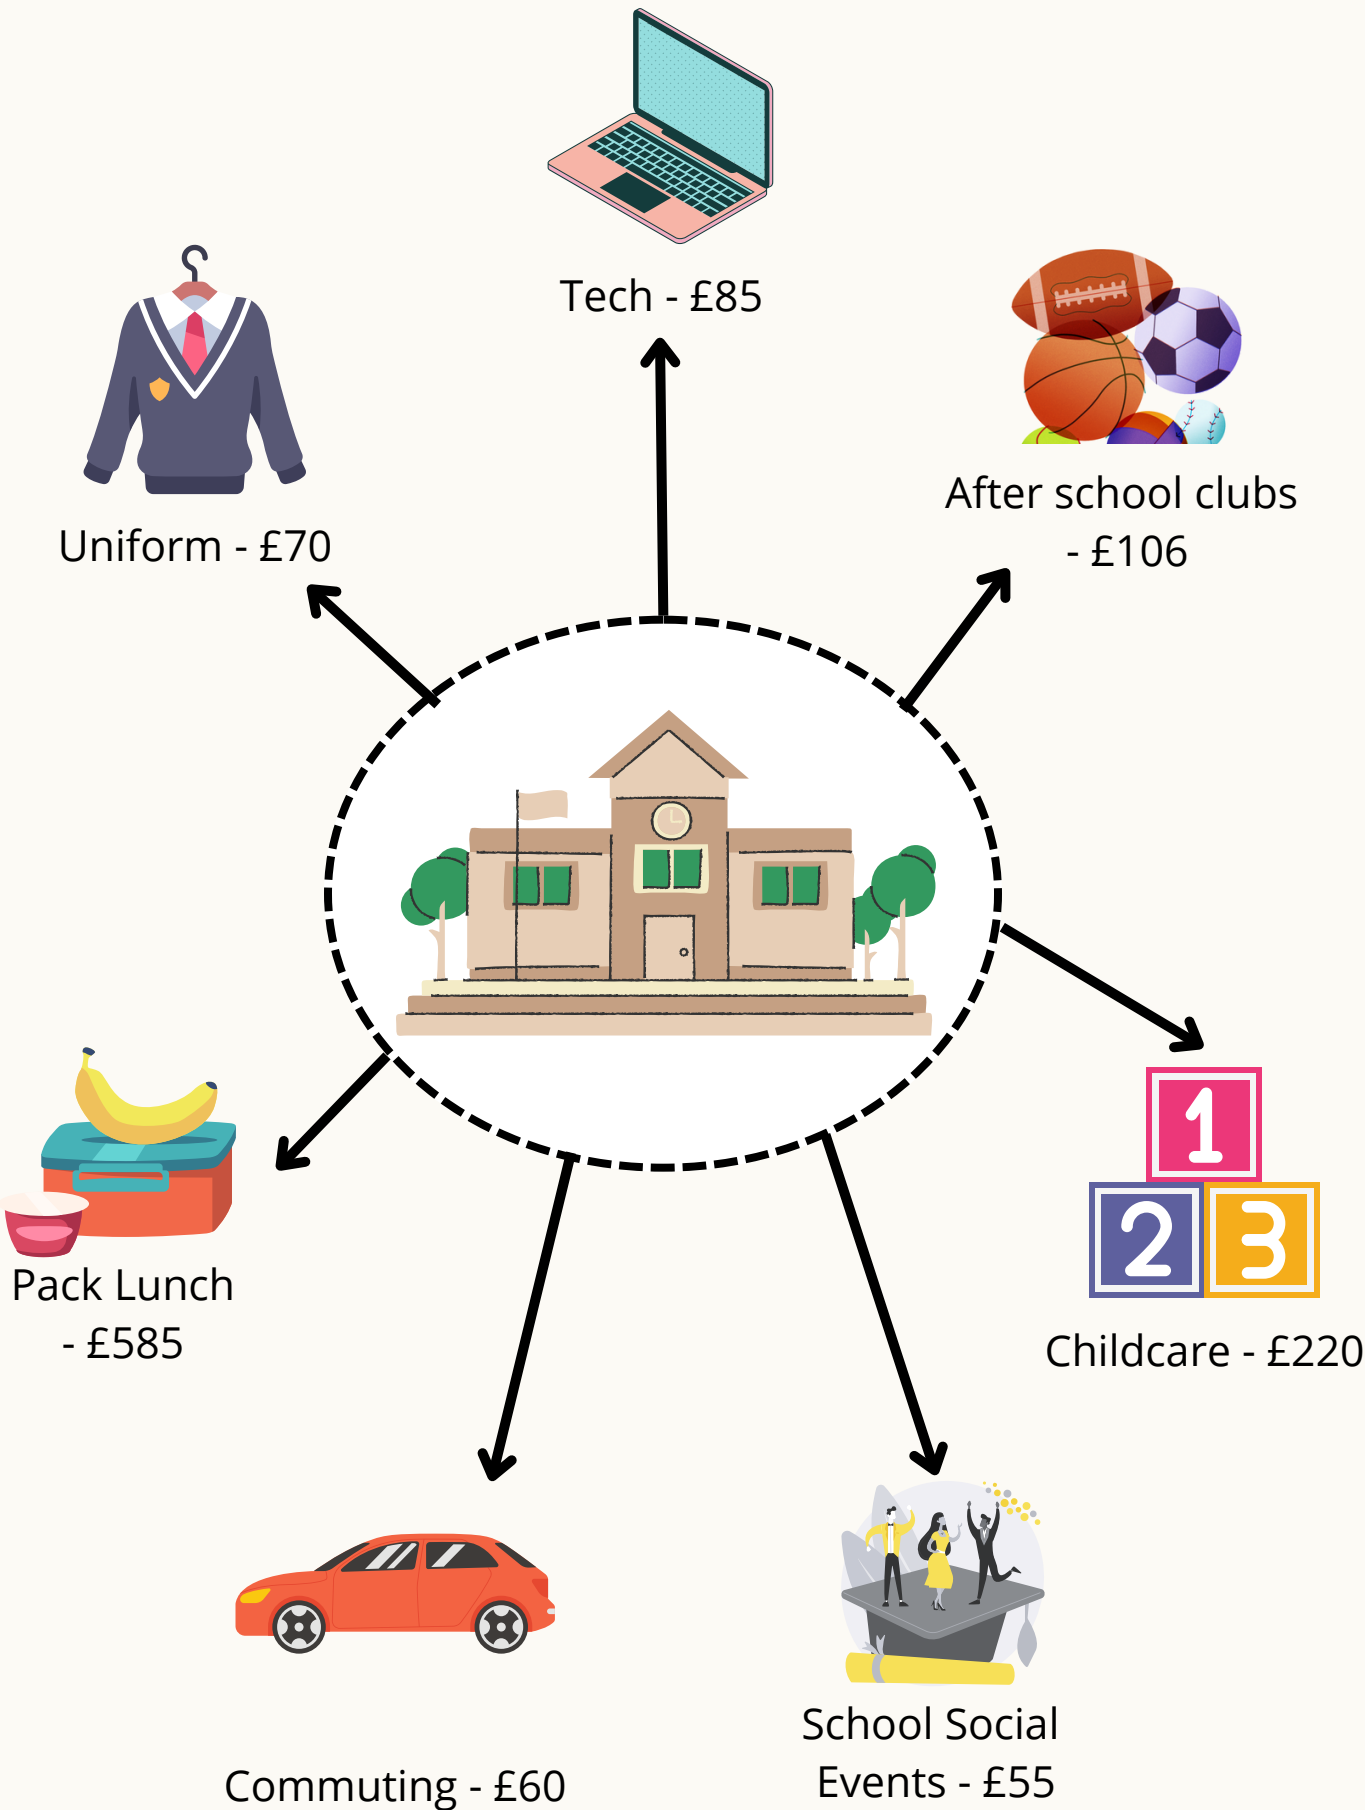 Tech - £85
Uniform - £70
After school clubs
- £106
1
2 3
Pack Lunch
- £585
Childcare - £220
School Social
Events - £55
Commuting - £60